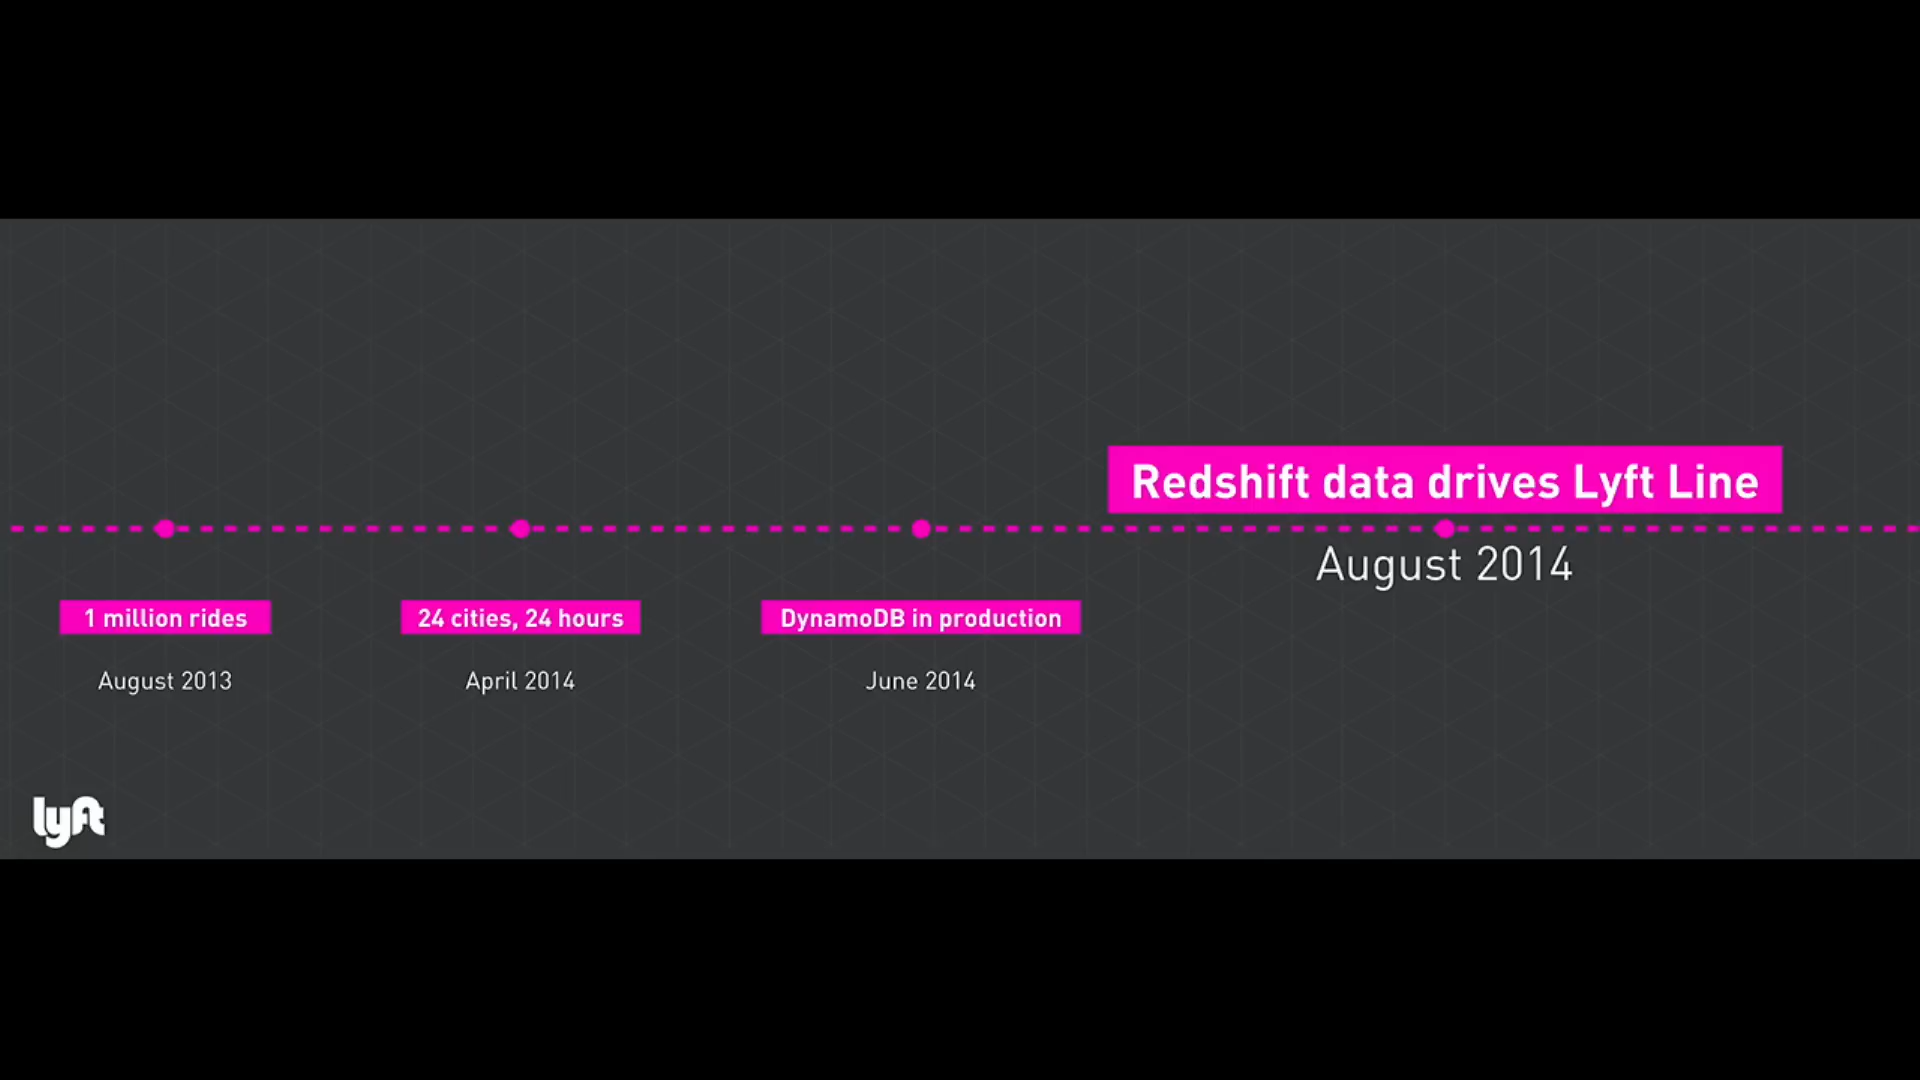 Redshift data drives Lyft Line
August 2014
1 million rides
24 cities, 24 hours
DynamoDB in production
August 2013
April 2014
June 2014
lyft